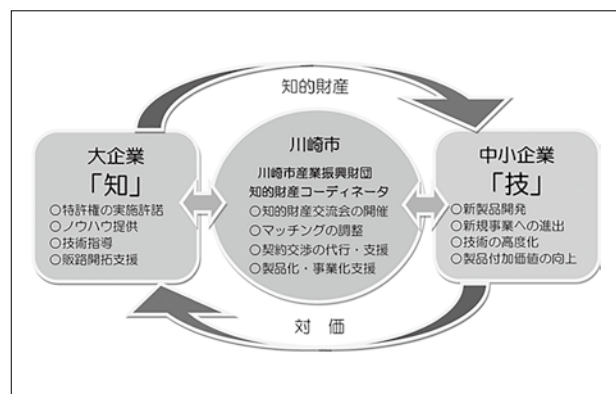 知的財産
大企業
「知」
○特許権の実施許諾
○ノウハウ提供
○技術指導
○販路開拓支援
川崎市
川崎市産業振興財団
知的財産コーディネータ
○知的財産交流会の開催
○マッチングの調整
○契約交渉の代行・支援
○製品化・事業化支援
中小企業
「技」
○新製品開発
○新規事業への進出
○技術の高度化
○製品付加価値の向上
対 価